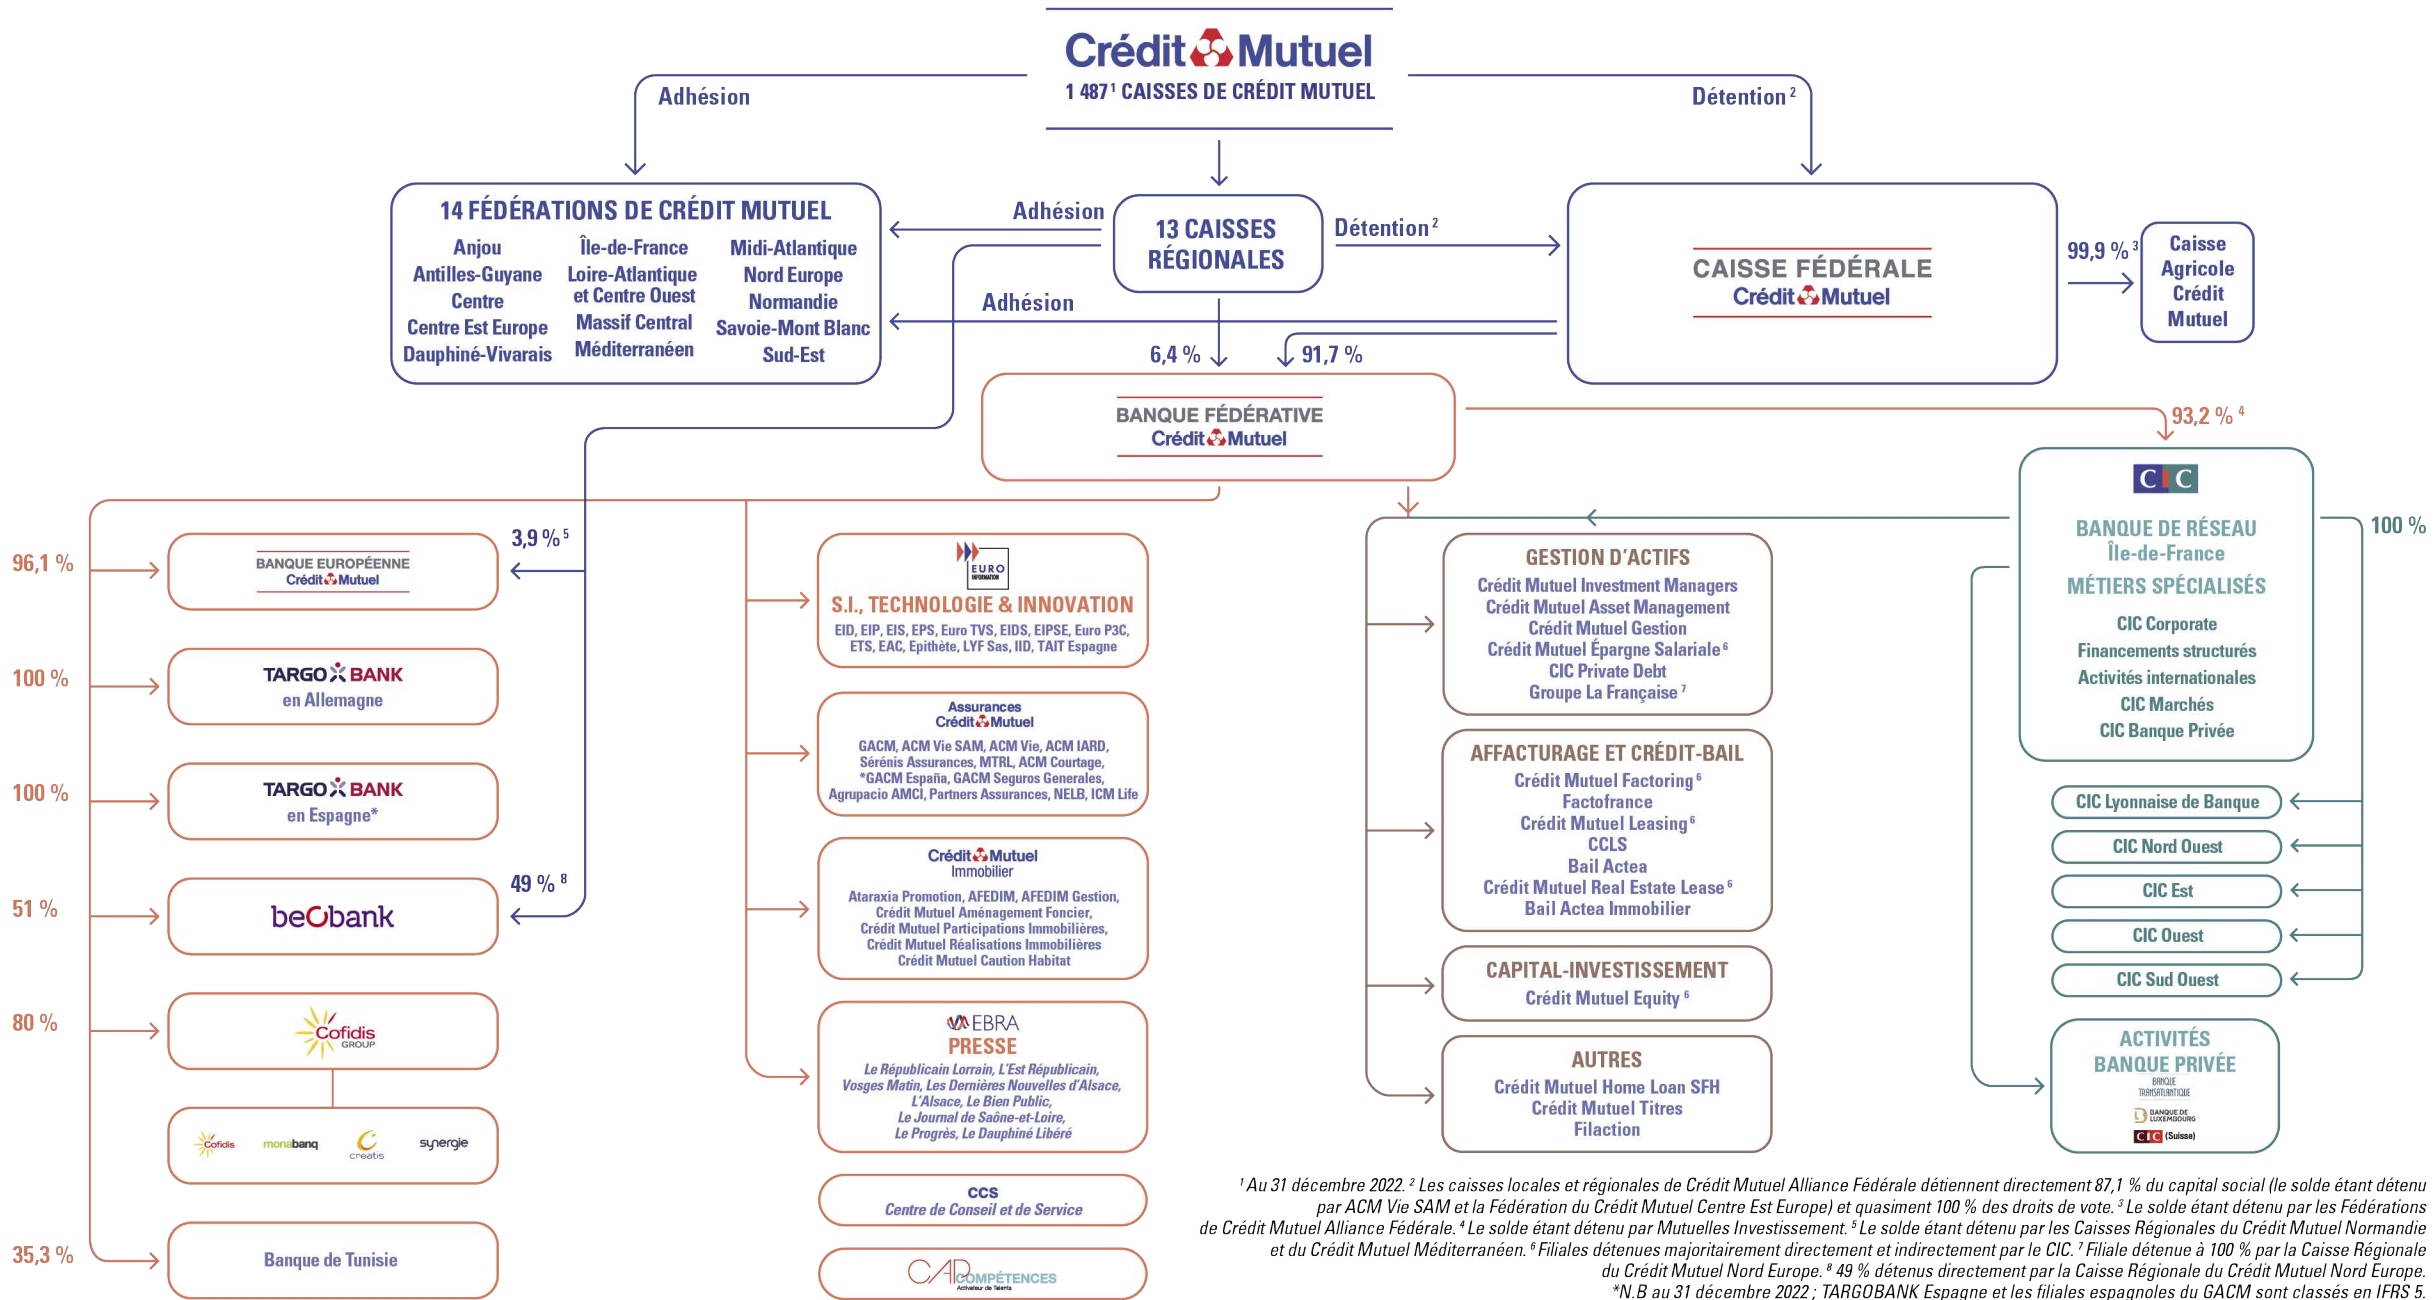 Crédit Mutuel
1 487¹ CAISSES DE CRÉDIT MUTUEL
Adhésion
Détention²
14 FÉDÉRATIONS DE CRÉDIT MUTUEL
Anjou
Antilles-Guyane
Centre
Centre Est Europe
Dauphiné-Vivarais
Île-de-France
Loire-Atlantique
et Centre Ouest
Massif Central
Méditerranéen
Midi-Atlantique
Nord Europe
Normandie
Savoie-Mont Blanc
Sud-Est
Adhésion
13 CAISSES
RÉGIONALES
Détention²
Adhésion
CAISSE FÉDÉRALE
Crédit Mutuel
99,9 %³
Caisse
Agricole
Crédit
Mutuel
6,4 %
91,7 %
BANQUE FÉDÉRATIVE
Crédit Mutuel
93,2 %⁴
96,1 %
BANQUE EUROPÉENNE
Crédit Mutuel
3,9 %⁵
100 %
TARGO BANK
en Allemagne
100 %
TARGO BANK
en Espagne*
51 %
beobank
49 %⁸
80 %
Cofidis
GROUP
Cofidis
monabanq
creatis
synergie
35,3 %
Banque de Tunisie
EURO
INFORMATION
S.I., TECHNOLOGIE & INNOVATION
EID, EIP, EIS, EPS, Euro TVS, EIDS, EIPSE, Euro P3C,
ETS, EAC, Epithète, LYF Sas, IID, TAIT Espagne
Assurances
Crédit Mutuel
GACM, ACM Vie SAM, ACM Vie, ACM IARD,
Sérénis Assurances, MTRL, ACM Courtage,
*GACM España, GACM Seguros Generales,
Agrupacio AMCI, Partners Assurances, NELB, ICM Life
Crédit Mutuel
Immobilier
Ataraxia Promotion, AFEDIM, AFEDIM Gestion,
Crédit Mutuel Aménagement Foncier,
Crédit Mutuel Participations Immobilières,
Crédit Mutuel Réalisations Immobilières
Crédit Mutuel Caution Habitat
EBRA
PRESSE
Le Républicain Lorrain, L'Est Républicain,
Vosges Matin, Les Dernières Nouvelles d'Alsace,
L'Alsace, Le Bien Public,
Le Journal de Saône-et-Loire,
Le Progrès, Le Dauphiné Libéré
CCS
Centre de Conseil et de Service
CAP COMPÉTENCES
Activateur de Talents
GESTION D'ACTIFS
Crédit Mutuel Investment Managers
Crédit Mutuel Asset Management
Crédit Mutuel Gestion
Crédit Mutuel Épargne Salariale⁶
CIC Private Debt
Groupe La Française⁷
AFFACTURAGE ET CRÉDIT-BAIL
Crédit Mutuel Factoring⁶
Factofrance
Crédit Mutuel Leasing⁶
CCLS
Bail Actea
Crédit Mutuel Real Estate Lease⁶
Bail Actea Immobilier
CAPITAL-INVESTISSEMENT
Crédit Mutuel Equity⁶
AUTRES
Crédit Mutuel Home Loan SFH
Crédit Mutuel Titres
Filaction
CIC
BANQUE DE RÉSEAU
Île-de-France
MÉTIERS SPÉCIALISÉS
CIC Corporate
Financements structurés
Activités internationales
CIC Marchés
CIC Banque Privée
100 %
CIC Lyonnaise de Banque
CIC Nord Ouest
CIC Est
CIC Ouest
CIC Sud Ouest
ACTIVITÉS
BANQUE PRIVÉE
BANQUE
TRANSATLANTIQUE
BANQUE DE
LUXEMBOURG
CIC (Suisse)
¹ Au 31 décembre 2022. ² Les caisses locales et régionales de Crédit Mutuel Alliance Fédérale détiennent directement 87,1 % du capital social (le solde étant détenu
par ACM Vie SAM et la Fédération du Crédit Mutuel Centre Est Europe) et quasiment 100 % des droits de vote. ³ Le solde étant détenu par les Fédérations
de Crédit Mutuel Alliance Fédérale. ⁴ Le solde étant détenu par Mutuelles Investissement. ⁵ Le solde étant détenu par les Caisses Régionales du Crédit Mutuel Normandie
et du Crédit Mutuel Méditerranéen. ⁶ Filiales détenues majoritairement directement et indirectement par le CIC. ⁷ Filiale détenue à 100 % par la Caisse Régionale
du Crédit Mutuel Nord Europe. ⁸ 49 % détenus directement par la Caisse Régionale du Crédit Mutuel Nord Europe.
*N.B au 31 décembre 2022 ; TARGOBANK Espagne et les filiales espagnoles du GACM sont classés en IFRS 5.